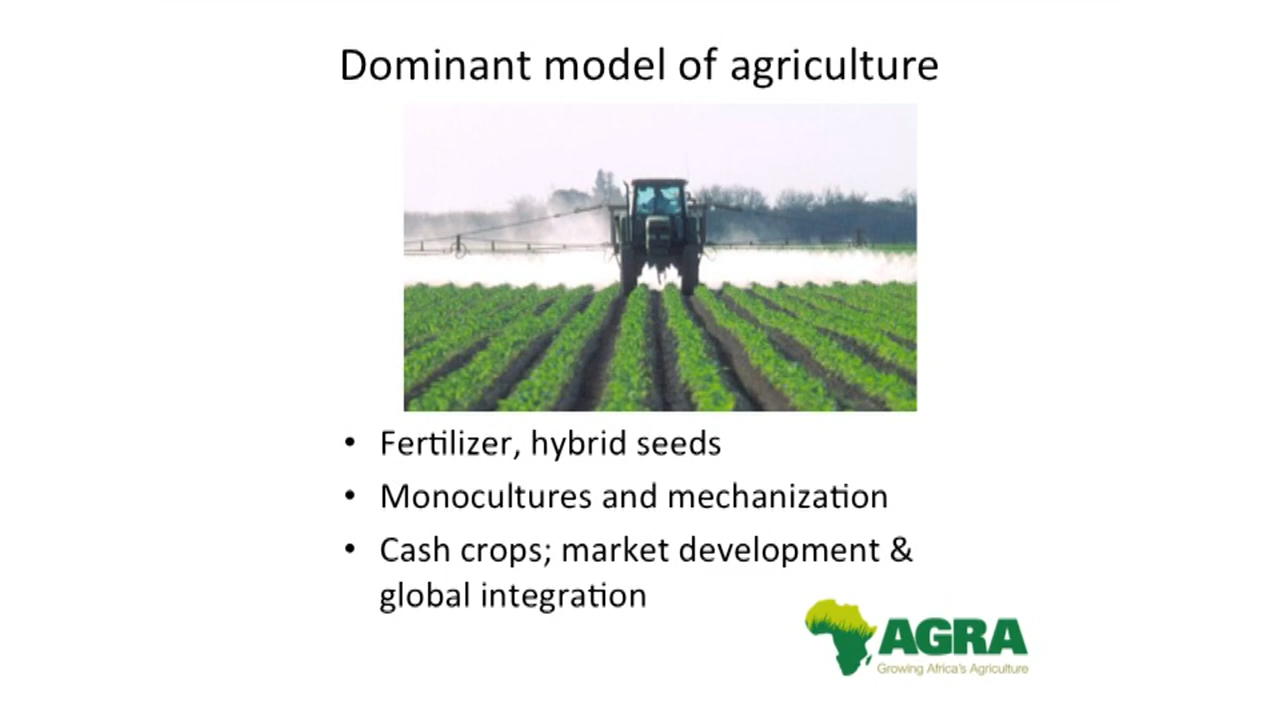 Dominant model of agriculture
• Fertilizer, hybrid seeds
• Monocultures and mechanization
• Cash crops; market development &
global integration
AGRA
Growing Africa's Agriculture